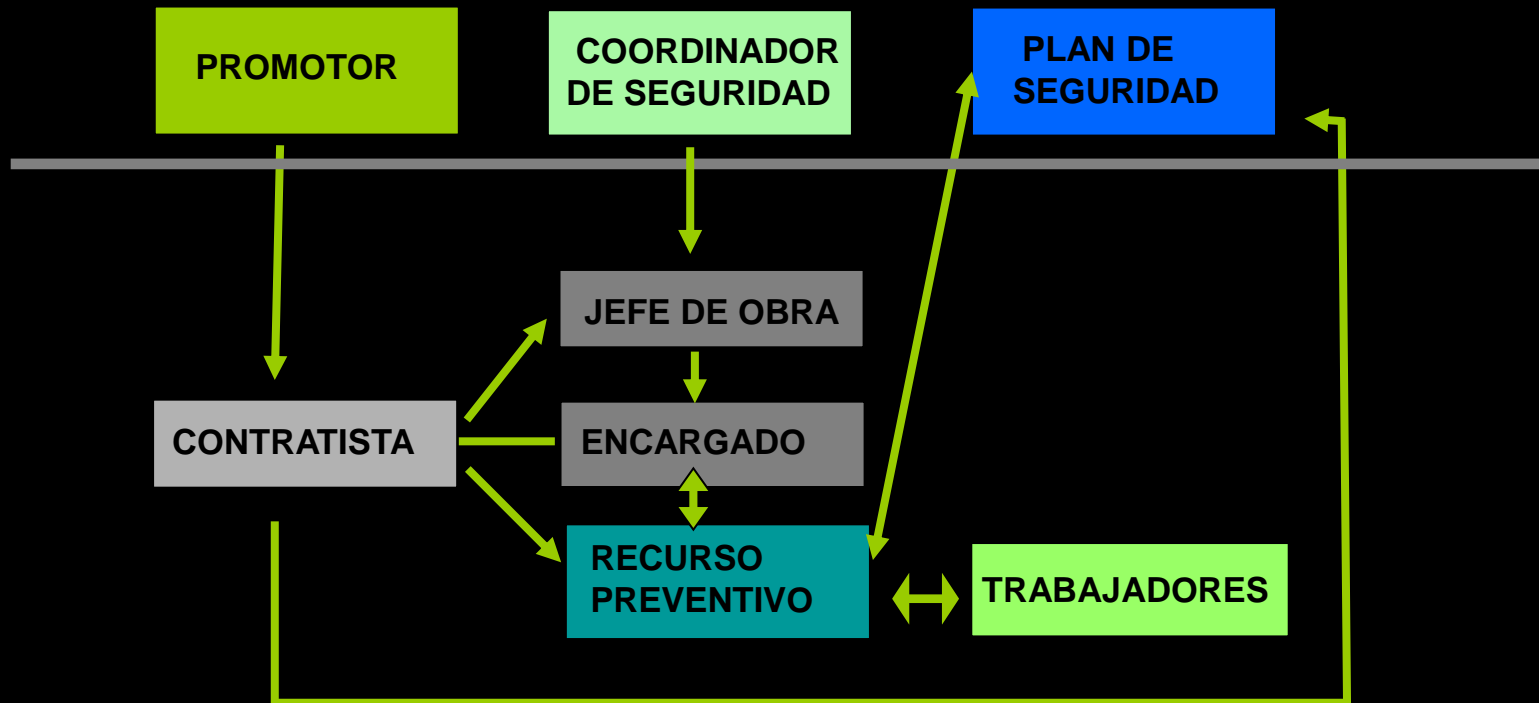 PROMOTOR
COORDINADOR
DE SEGURIDAD
PLAN DE
SEGURIDAD
JEFE DE OBRA
CONTRATISTA
ENCARGADO
RECURSO
PREVENTIVO
TRABAJADORES